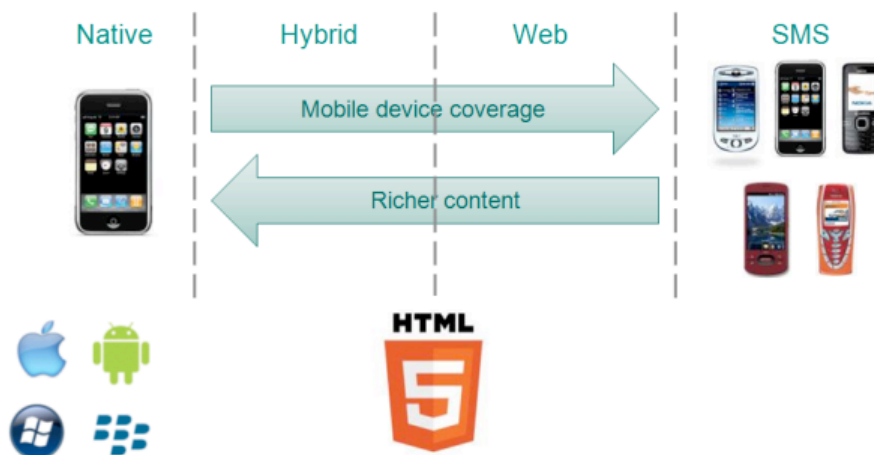 Native
Hybrid
Web
SMS
Mobile device coverage
Richer content
HTML
5